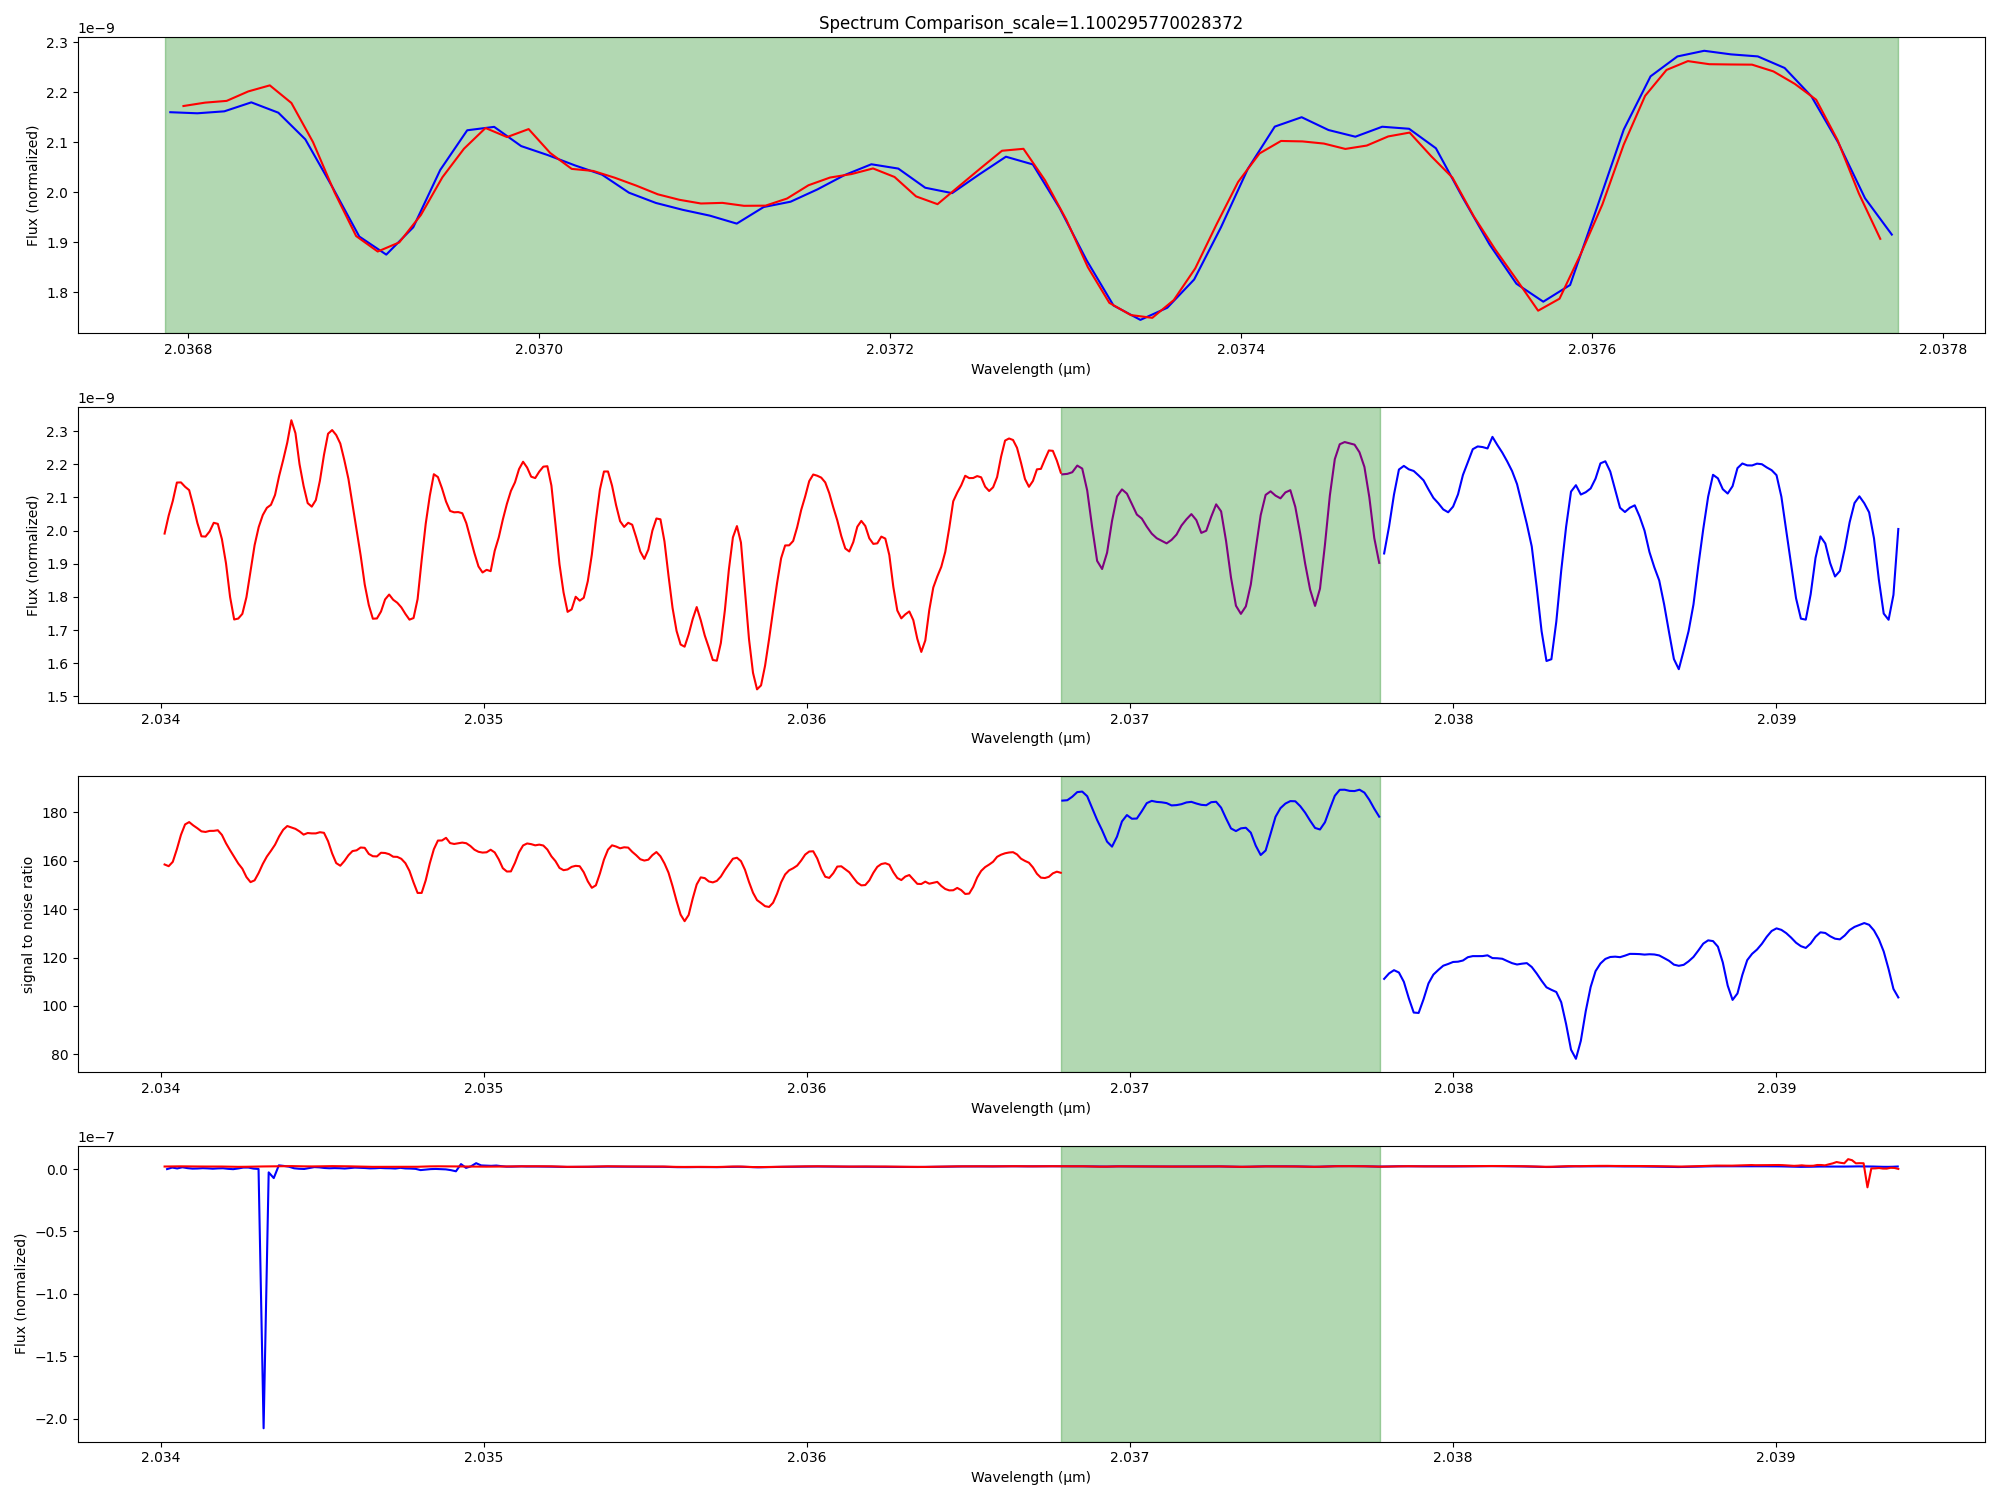 Spectrum Comparison_scale=1.100295770028372
1e−9
2.3
2.2
2.1
2.0
1.9
1.8
Flux (normalized)
2.0368 2.0370 2.0372 2.0374 2.0376 2.0378
Wavelength (μm)
1e−9
2.3
2.2
2.1
2.0
1.9
1.8
1.7
1.6
1.5
Flux (normalized)
2.034 2.035 2.036 2.037 2.038 2.039
Wavelength (μm)
180
160
140
120
100
80
signal to noise ratio
2.034 2.035 2.036 2.037 2.038 2.039
Wavelength (μm)
1e−7
0.0
−0.5
−1.0
−1.5
−2.0
Flux (normalized)
2.034 2.035 2.036 2.037 2.038 2.039
Wavelength (μm)